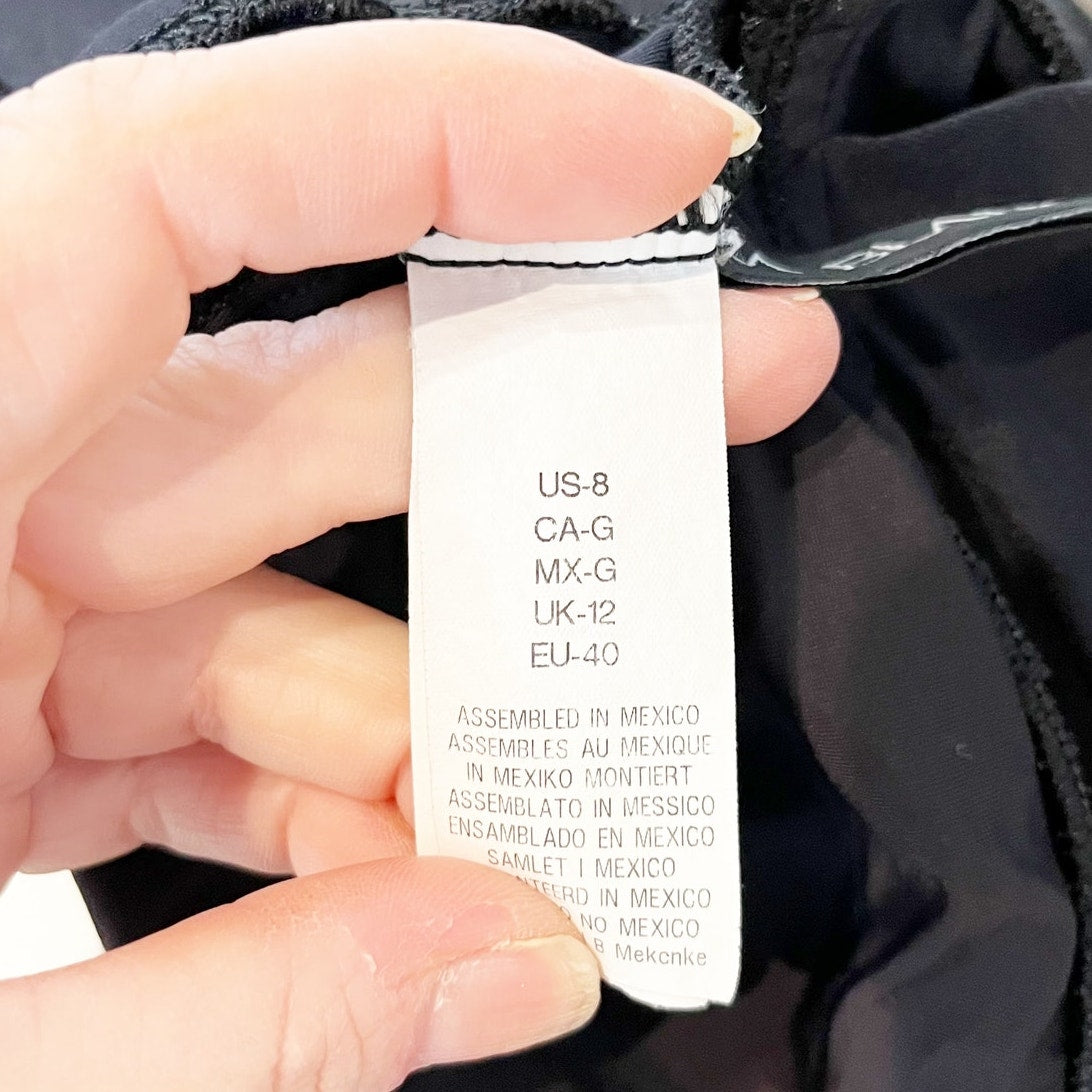 US-8
CA-G
MX-G
UK-12
EU-40
ASSEMBLED IN MEXICO
ASSEMBLES AU MEXIQUE
IN MEXIKO MONTIERT
ASSEMBLATO IN MESSICO
ENSAMBLADO EN MEXICO
SAMLET I MEXICO
IN MEXICO
NO MEXICO
B Mekcnke